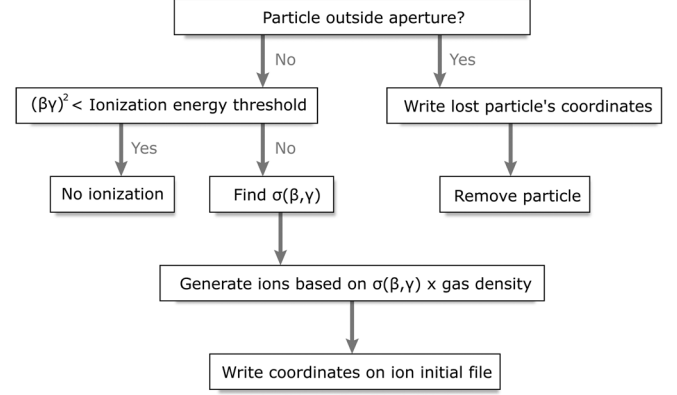 Particle outside aperture?
No
Yes
(βγ)² < Ionization energy threshold
Write lost particle's coordinates
Yes
No
No ionization
Find σ(β,γ)
Remove particle
Generate ions based on σ(β,γ) x gas density
Write coordinates on ion initial file